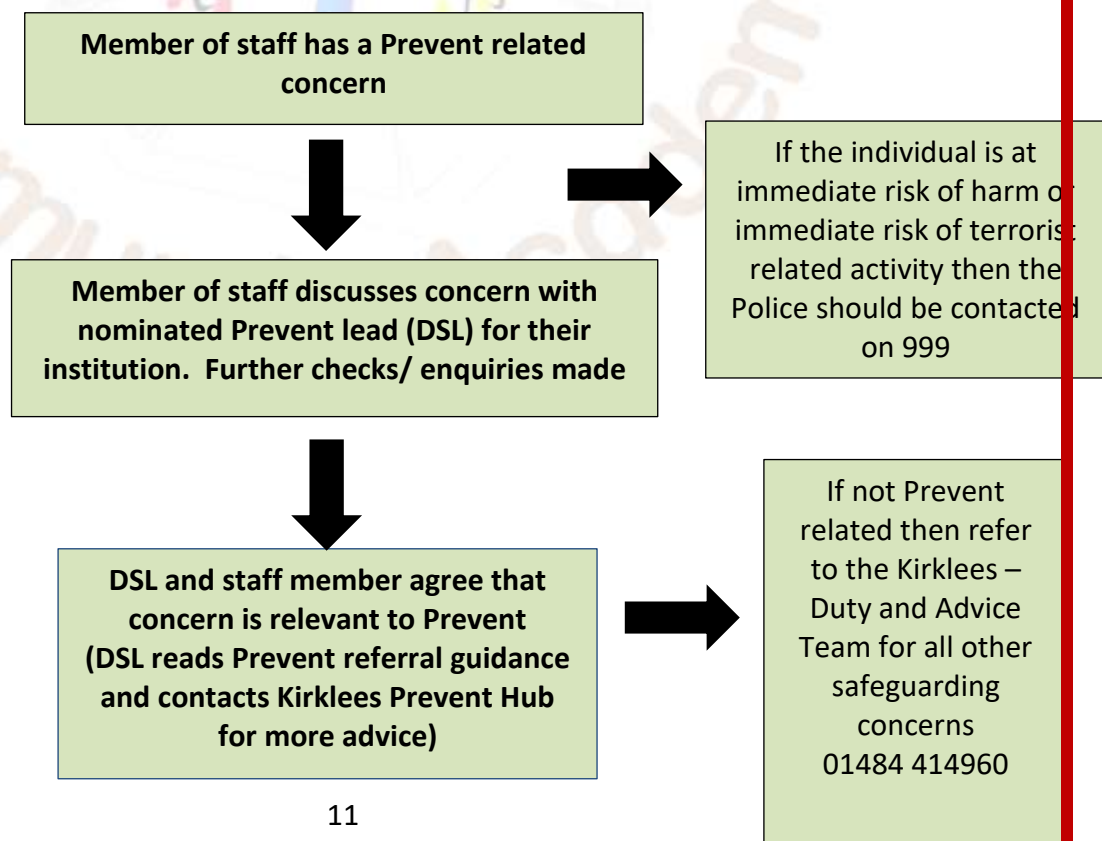 Member of staff has a Prevent related
concern
If the individual is at
immediate risk of harm or
immediate risk of terrorist
related activity then the
Police should be contacted
on 999
Member of staff discusses concern with
nominated Prevent lead (DSL) for their
institution. Further checks/ enquiries made
DSL and staff member agree that
concern is relevant to Prevent
(DSL reads Prevent referral guidance
and contacts Kirklees Prevent Hub
for more advice)
If not Prevent
related then refer
to the Kirklees –
Duty and Advice
Team for all other
safeguarding
concerns
01484 414960
11